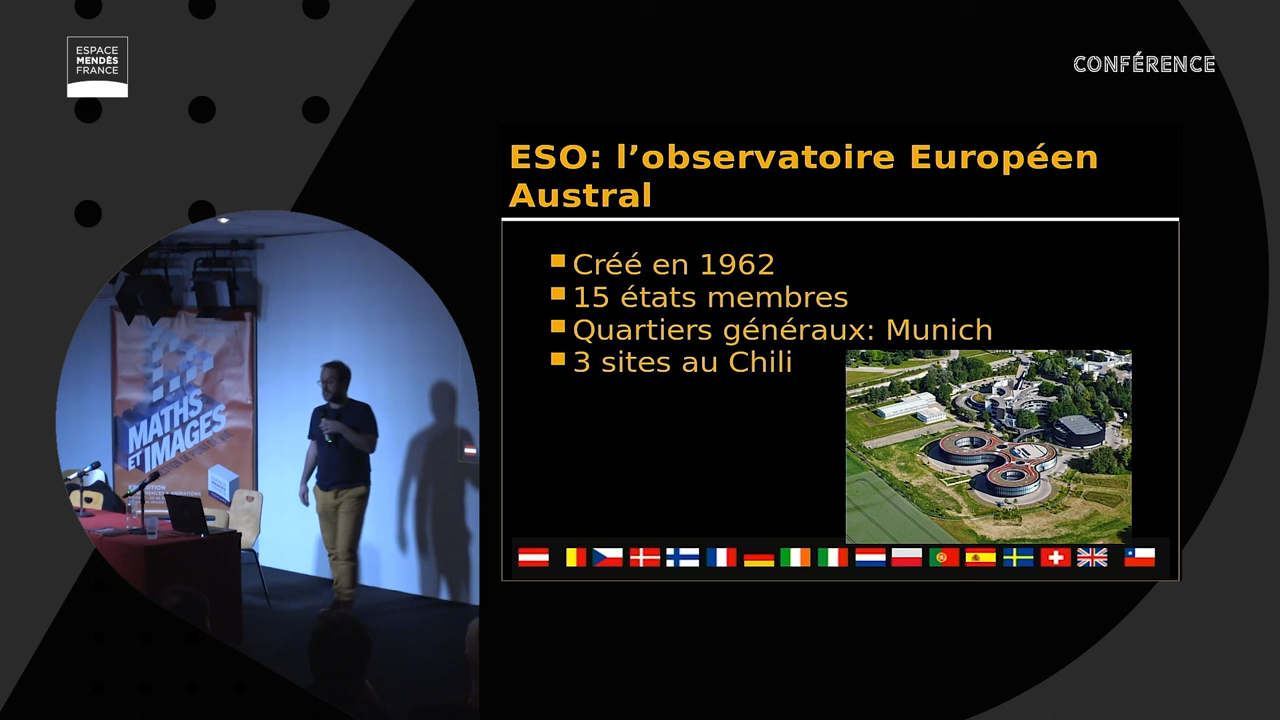 ESPACE
MENDÈS
FRANCE
CONFÉRENCE
ESO: l’observatoire Européen
Austral
Créé en 1962
15 états membres
Quartiers généraux: Munich
3 sites au Chili
MATHS
ET IMAGES